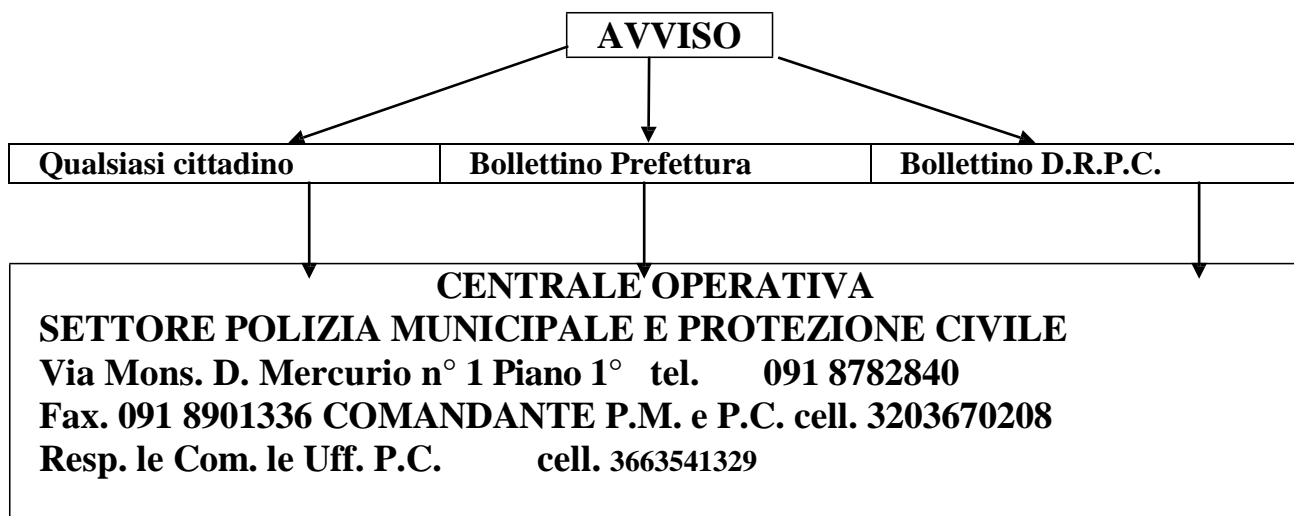 AVVISO
Qualsiasi cittadino
Bollettino Prefettura
Bollettino D.R.P.C.
CENTRALE OPERATIVA
SETTORE POLIZIA MUNICIPALE E PROTEZIONE CIVILE
Via Mons. D. Mercurio n° 1 Piano 1° tel. 091 8782840
Fax. 091 8901336 COMANDANTE P.M. e P.C. cell. 3203670208
Resp. le Com. le Uff. P.C. cell. 3663541329